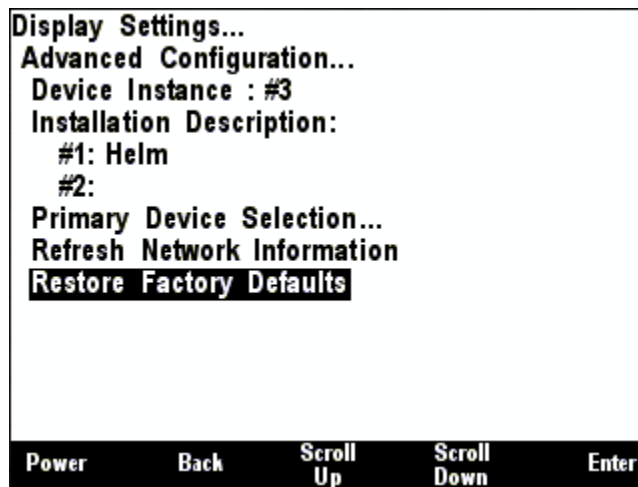 Display Settings...
Advanced Configuration...
Device Instance : #3
Installation Description:
#1: Helm
#2:
Primary Device Selection...
Refresh Network Information
Restore Factory Defaults
Power Back Scroll Up Scroll Down Enter